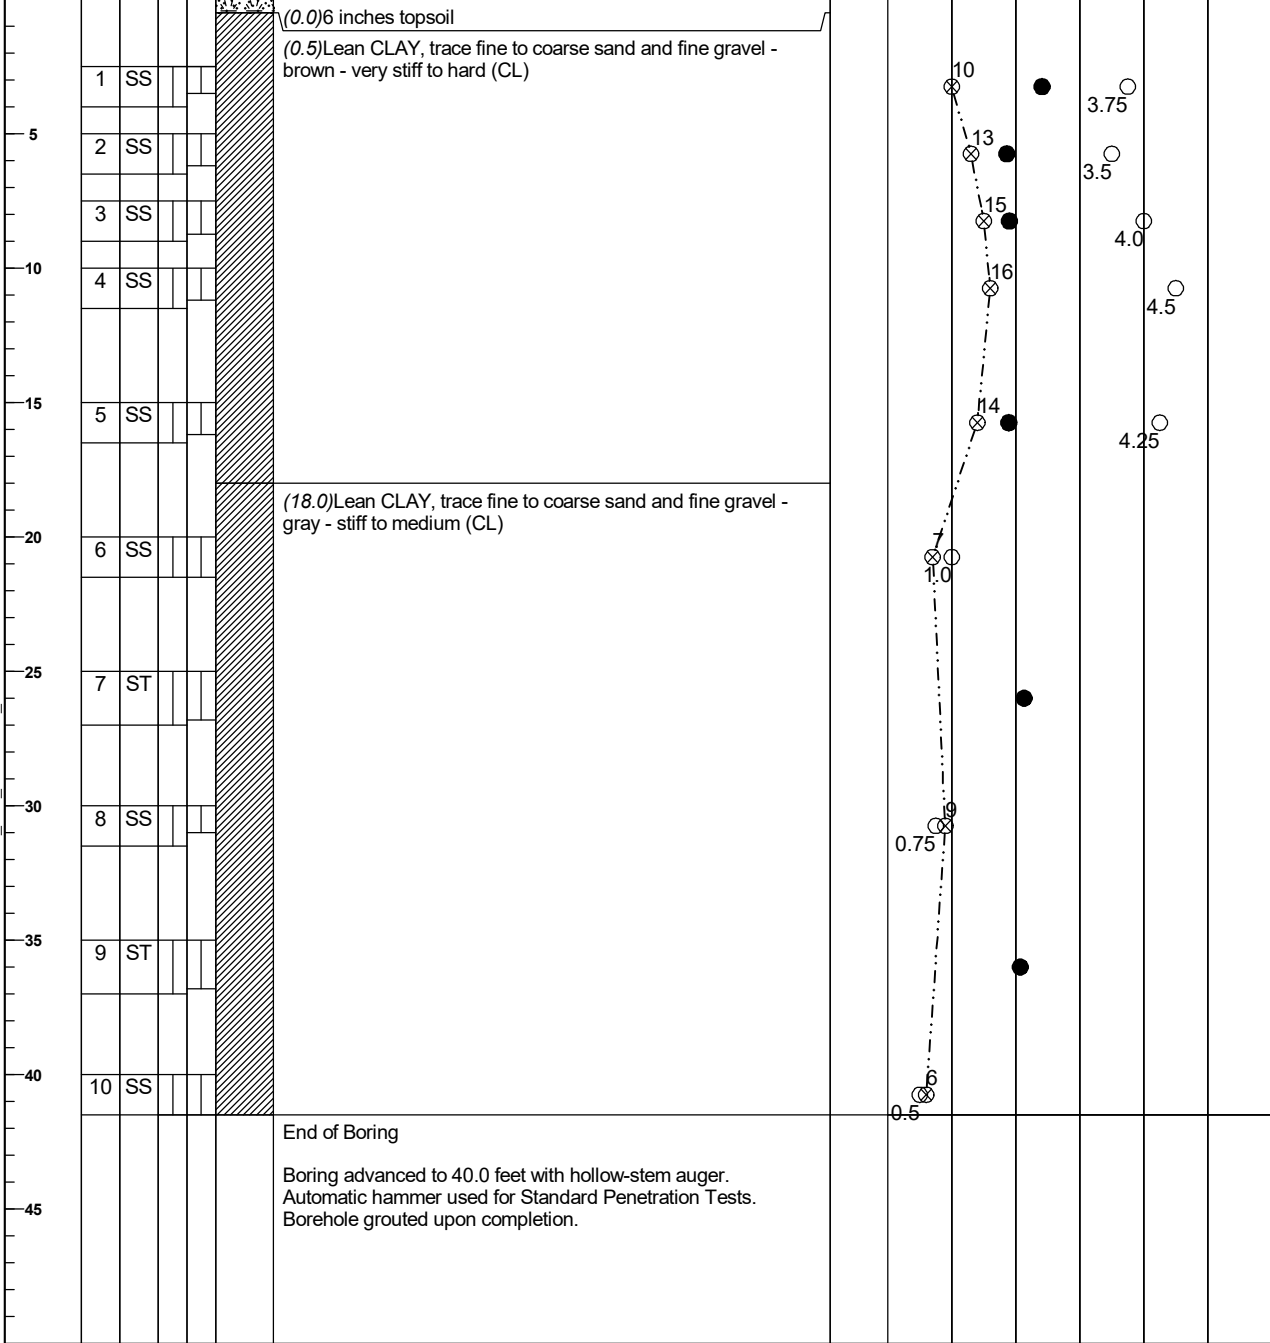 (0.0)6 inches topsoil
(0.5)Lean CLAY, trace fine to coarse sand and fine gravel -
brown - very stiff to hard (CL)
10
1 SS
3.75
5
13
2 SS
3.5
15
3 SS
4.0
10
16
4 SS
4.5
15
14
5 SS
4.25
(18.0)Lean CLAY, trace fine to coarse sand and fine gravel -
gray - stiff to medium (CL)
20
7
6 SS
1.0
25
7 ST
30
9
8 SS
0.75
35
9 ST
40
6
10 SS
0.5
End of Boring
Boring advanced to 40.0 feet with hollow-stem auger.
Automatic hammer used for Standard Penetration Tests.
45
Borehole grouted upon completion.